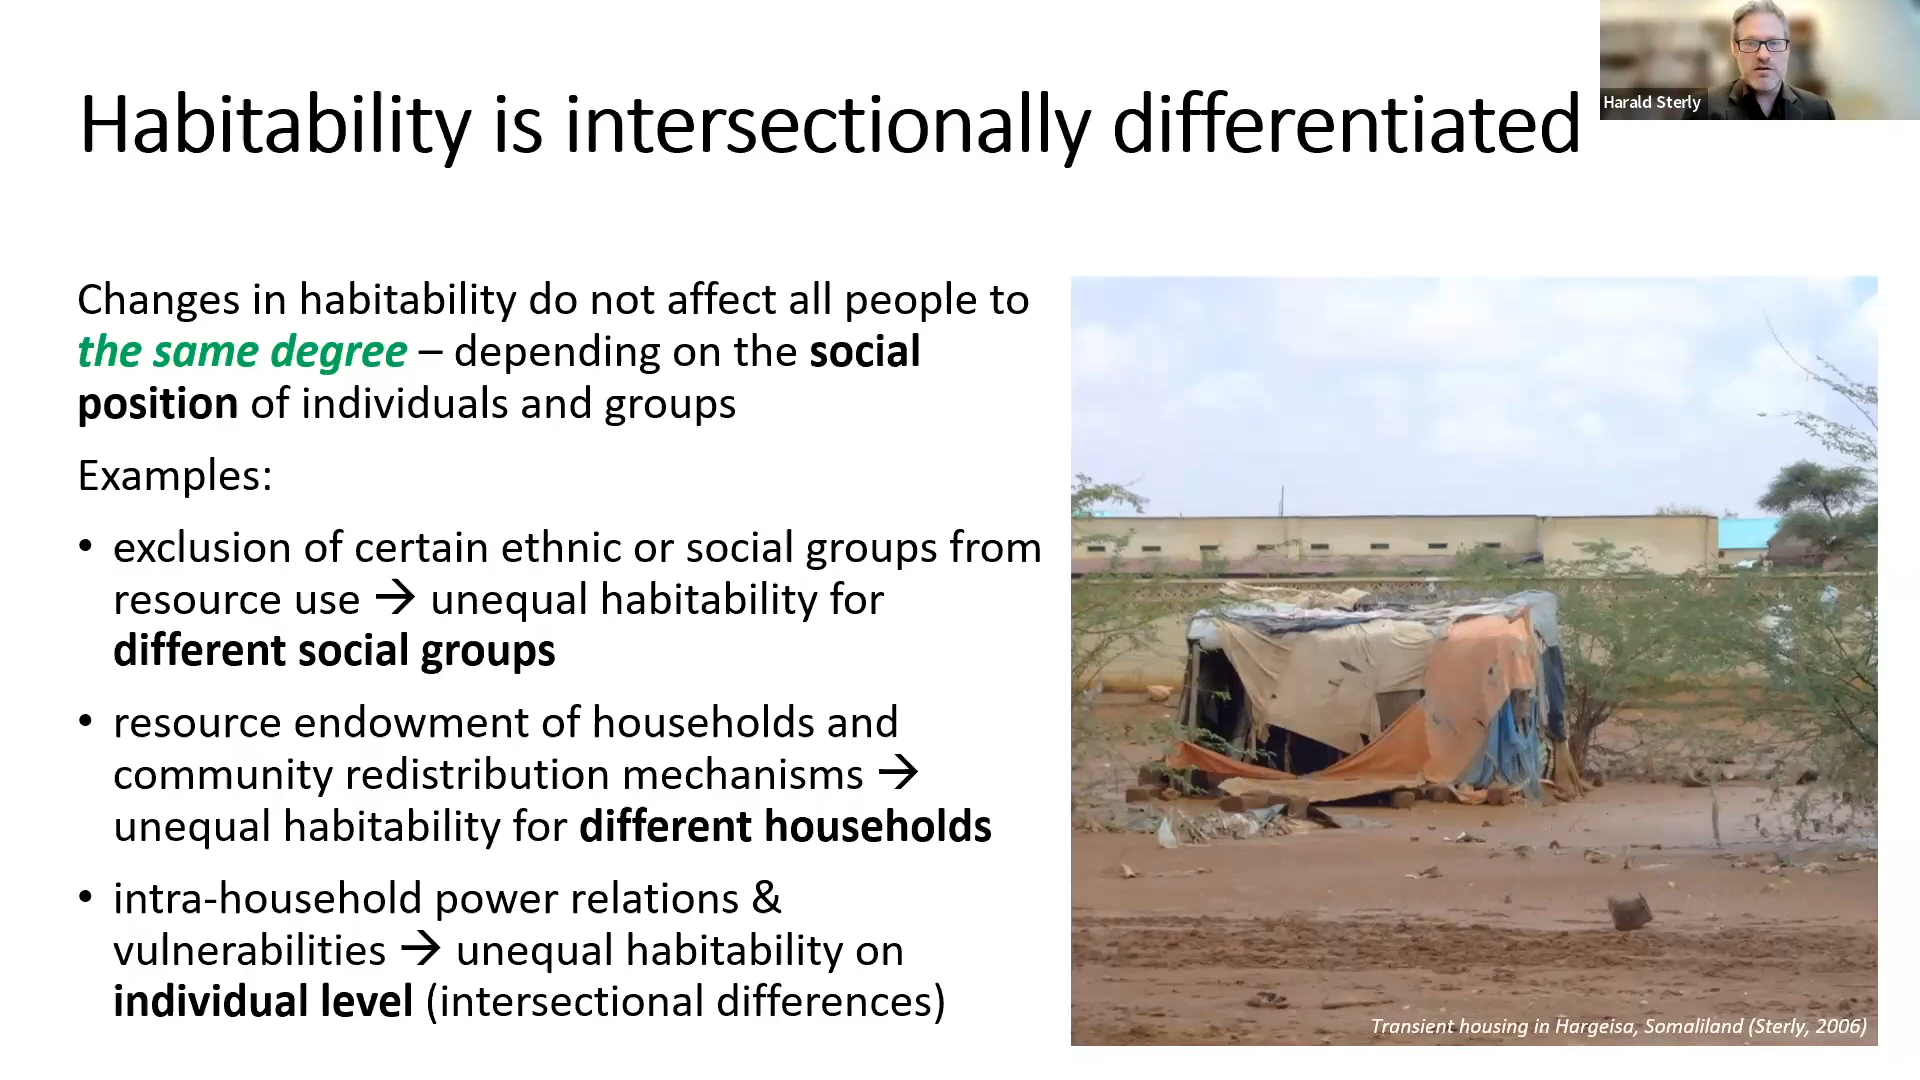 Harald Sterly
Habitability is intersectionally differentiated
Changes in habitability do not affect all people to
the same degree – depending on the social
position of individuals and groups
Examples:
• exclusion of certain ethnic or social groups from
resource use → unequal habitability for
different social groups
• resource endowment of households and
community redistribution mechanisms →
unequal habitability for different households
• intra-household power relations &
vulnerabilities → unequal habitability on
individual level (intersectional differences)
Transient housing in Hargeisa, Somaliland (Sterly, 2006)